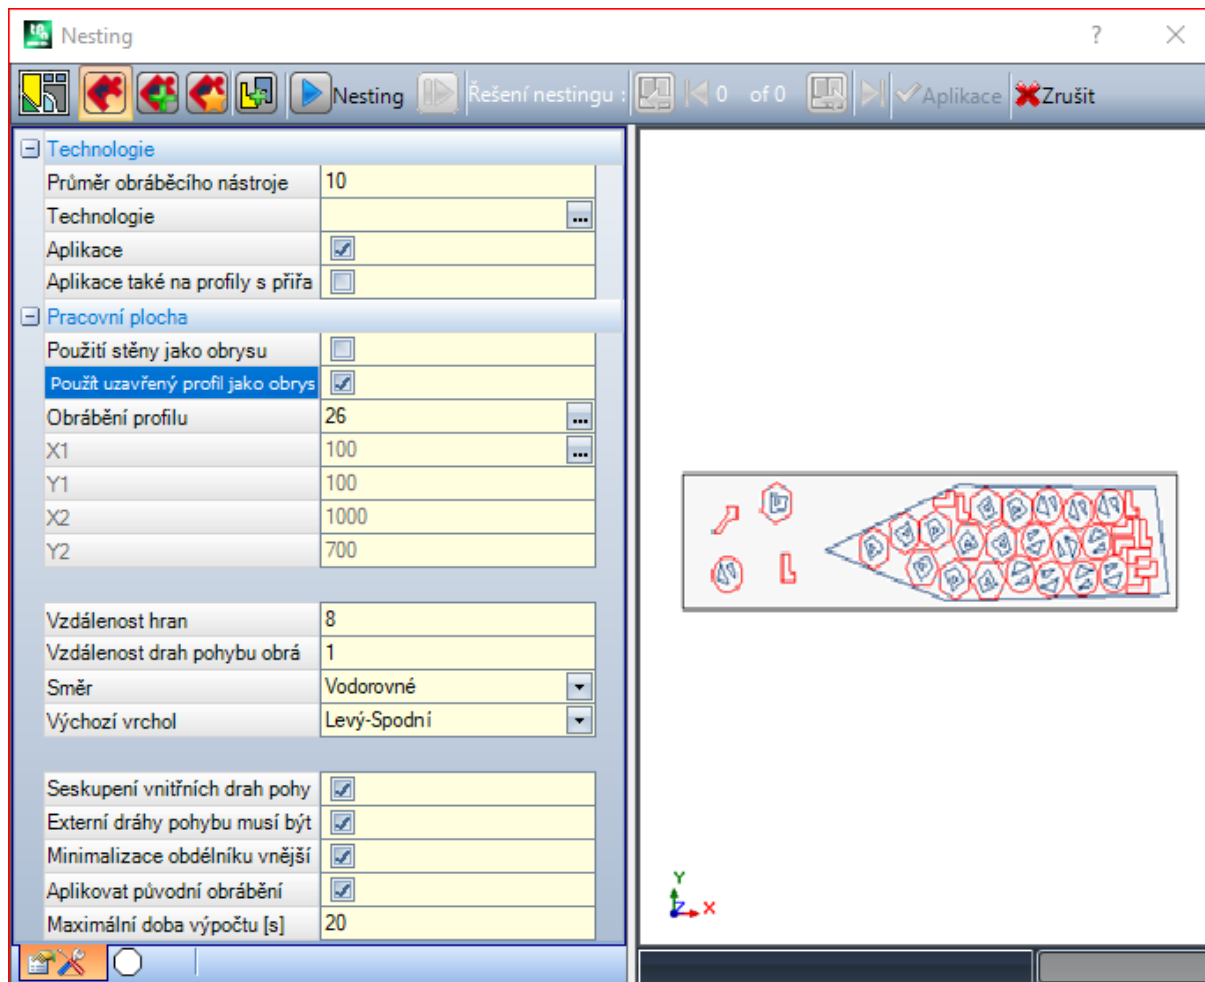 Nesting ?
Nesting Řešení nestingu : 0 of 0 Aplikace Zrušit
Technologie
Průměr obráběcího nástroje 10
Technologie ...
Aplikace
Aplikace také na profily s přiřa
Pracovní plocha
Použití stěny jako obrysu
Použít uzavřený profil jako obrys
Obrábění profilu 26 ...
X1 100 ...
Y1 100
X2 1000
Y2 700
Vzdálenost hran 8
Vzdálenost drah pohybu obrá 1
Směr Vodorovné
Výchozí vrchol Levý-Spodní
Seskupení vnitřních drah pohy
Externí dráhy pohybu musí být
Minimalizace obdélníku vnější
Aplikovat původní obrábění
Maximální doba výpočtu [s] 20
Y
Z X